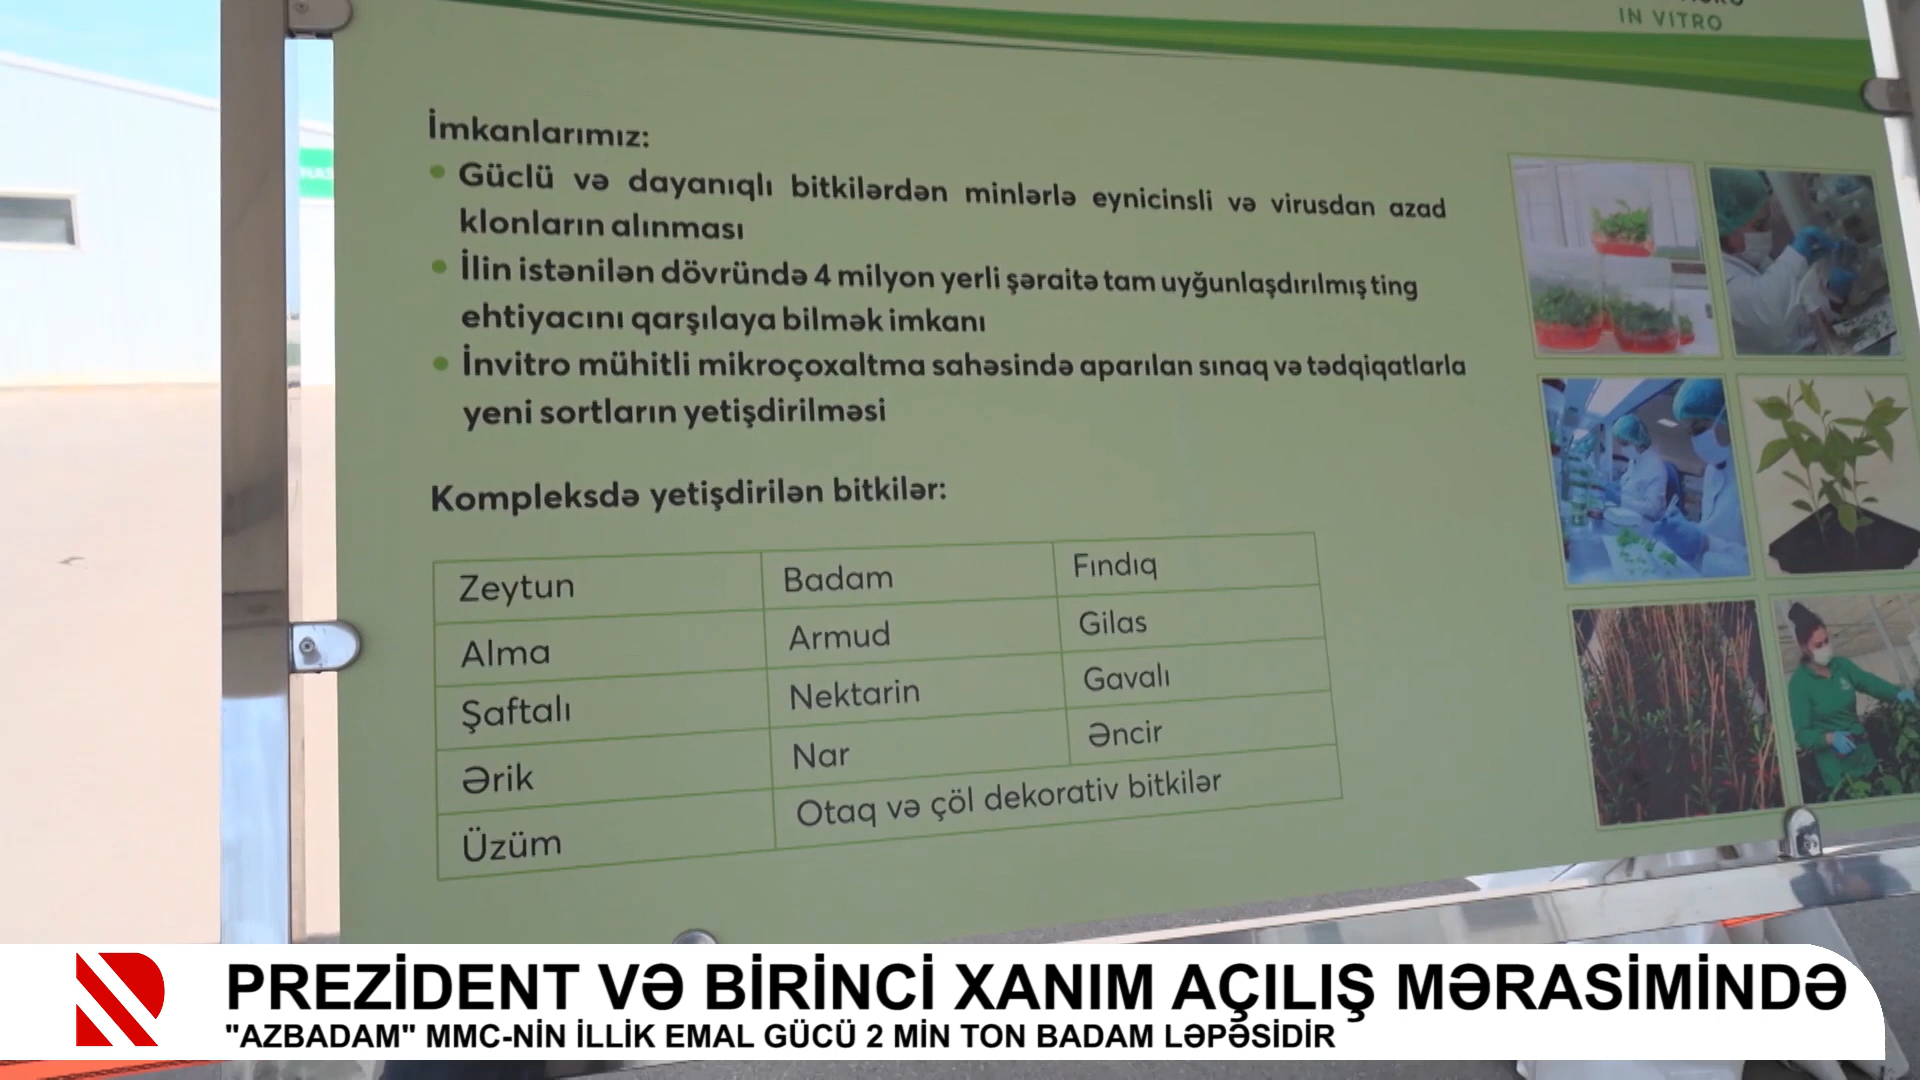 IN VITRO
İmkanlarımız:
Güclü və dayanıqlı bitkilərdən minlərlə eynicinsli və virusdan azad
klonların alınması
İlin istənilən dövründə 4 milyon yerli şəraitə tam uyğunlaşdırılmış ting
ehtiyacını qarşılaya bilmək imkanı
İnvitro mühitli mikroçoxaltma sahəsində aparılan sınaq və tədqiqatlarla
yeni sortların yetişdirilməsi
Kompleksdə yetişdirilən bitkilər:
Zeytun Badam Fındıq
Alma Armud Gilas
Şaftalı Nektarin Gavalı
Ərik Nar Əncir
Üzüm Otaq və çöl dekorativ bitkilər
PREZİDENT VƏ BİRİNCİ XANIM AÇILIŞ MƏRASİMİNDƏ
"AZBADAM" MMC-NİN İLLİK EMAL GÜCÜ 2 MİN TON BADAM LƏPƏSİDİR